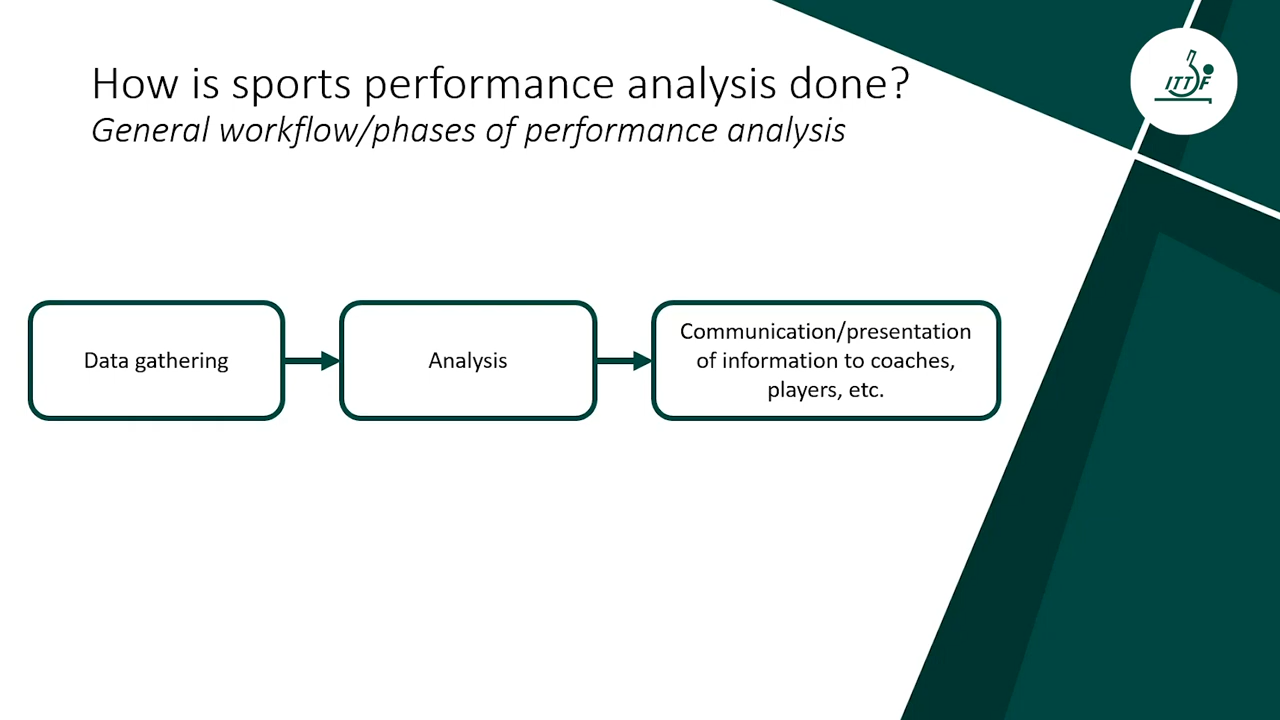 How is sports performance analysis done?
General workflow/phases of performance analysis
ITTF
Data gathering
Analysis
Communication/presentation
of information to coaches,
players, etc.